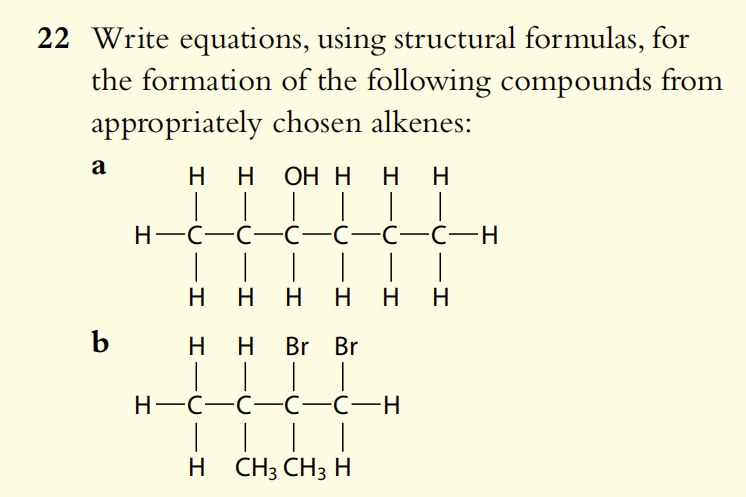 22 Write equations, using structural formulas, for
the formation of the following compounds from
appropriately chosen alkenes:
a
H H OH H H H
H—C—C—C—C—C—C—H
H H H H H H
b
H H Br Br
H—C—C—C—C—H
H CH₃ CH₃ H